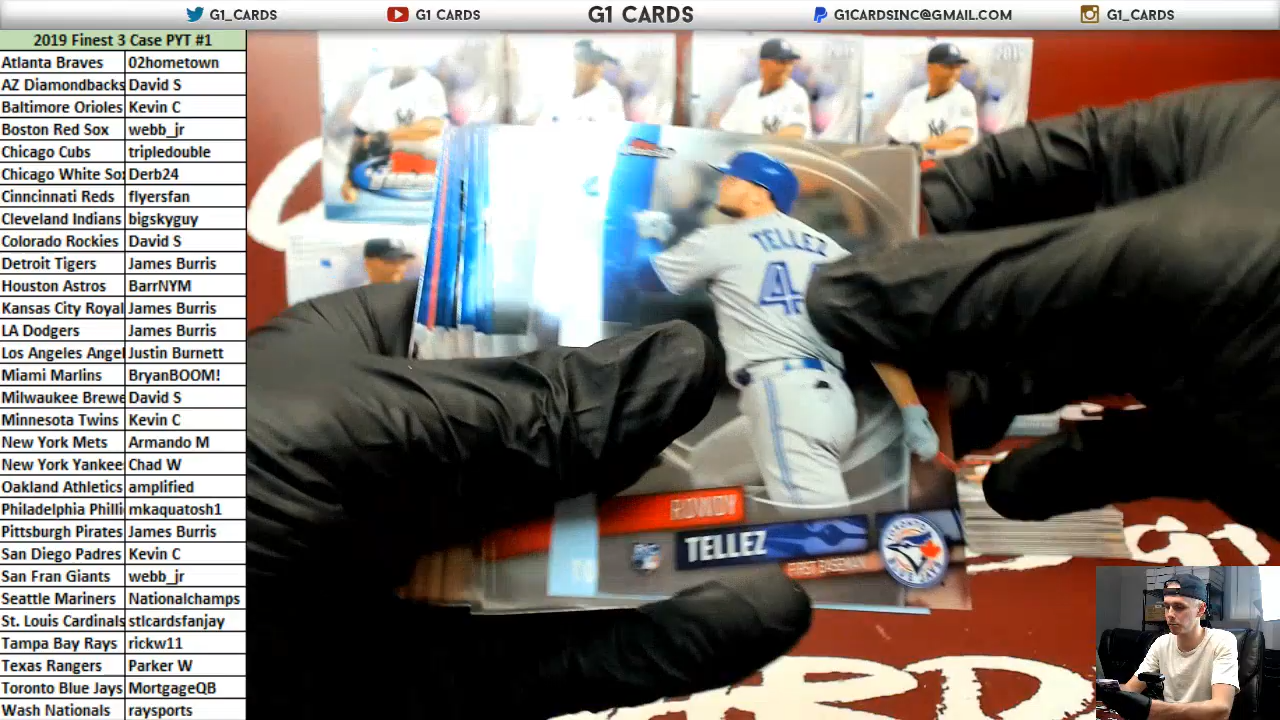 G1_CARDS
G1 CARDS
G1 CARDS
G1CARDSINC@GMAIL.COM
G1_CARDS
2019 Finest 3 Case PYT #1
Atlanta Braves 02hometown
AZ Diamondbacks David S
Baltimore Orioles Kevin C
Boston Red Sox webb_jr
Chicago Cubs tripledouble
Chicago White Sox Derb24
Cinncinnati Reds flyersfan
Cleveland Indians bigskyguy
Colorado Rockies David S
Detroit Tigers James Burris
Houston Astros BarrNYM
Kansas City Royal James Burris
LA Dodgers James Burris
Los Angeles Angel Justin Burnett
Miami Marlins BryanBOOM!
Milwaukee Brewe David S
Minnesota Twins Kevin C
New York Mets Armando M
New York Yankee Chad W
Oakland Athletics amplified
Philadelphia Philli mkaquatosh1
Pittsburgh Pirates James Burris
San Diego Padres Kevin C
San Fran Giants webb_jr
Seattle Mariners Nationalchamps
St. Louis Cardinals stlcardsfanjay
Tampa Bay Rays rickw11
Texas Rangers Parker W
Toronto Blue Jays MortgageQB
Wash Nationals raysports
TELLEZ
44
ROWDY
RC
TELLEZ
FIRST BASEMAN